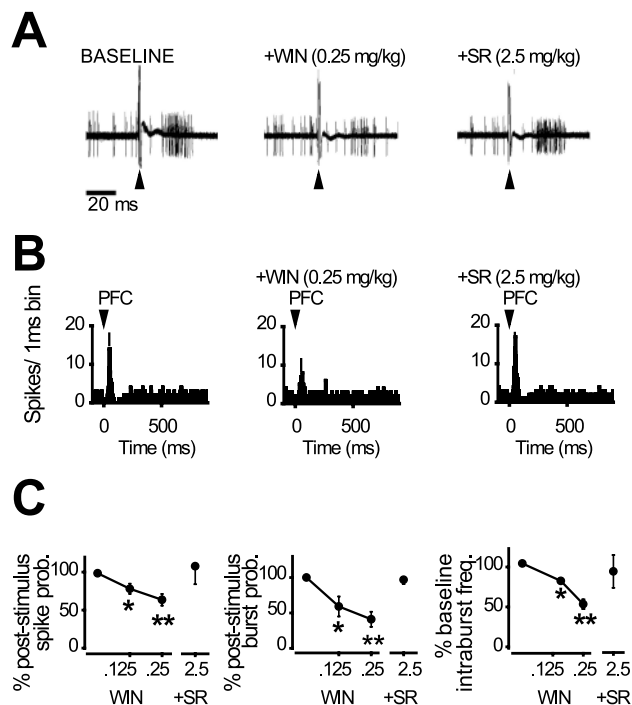 A
BASELINE
+WIN (0.25 mg/kg)
+SR (2.5 mg/kg)
20 ms
B
+WIN (0.25 mg/kg)
+SR (2.5 mg/kg)
PFC
PFC
PFC
Spikes/ 1ms bin
20
10
0
20
10
0
20
10
0
0 500
0 500
0 500
Time (ms)
Time (ms)
Time (ms)
C
% post-stimulus
spike prob.
100
50
0
*
**
.125 .25 2.5
WIN +SR
% post-stimulus
burst prob.
100
50
0
*
**
.125 .25 2.5
WIN +SR
% baseline
intraburst freq.
100
50
0
*
**
.125 .25 2.5
WIN +SR